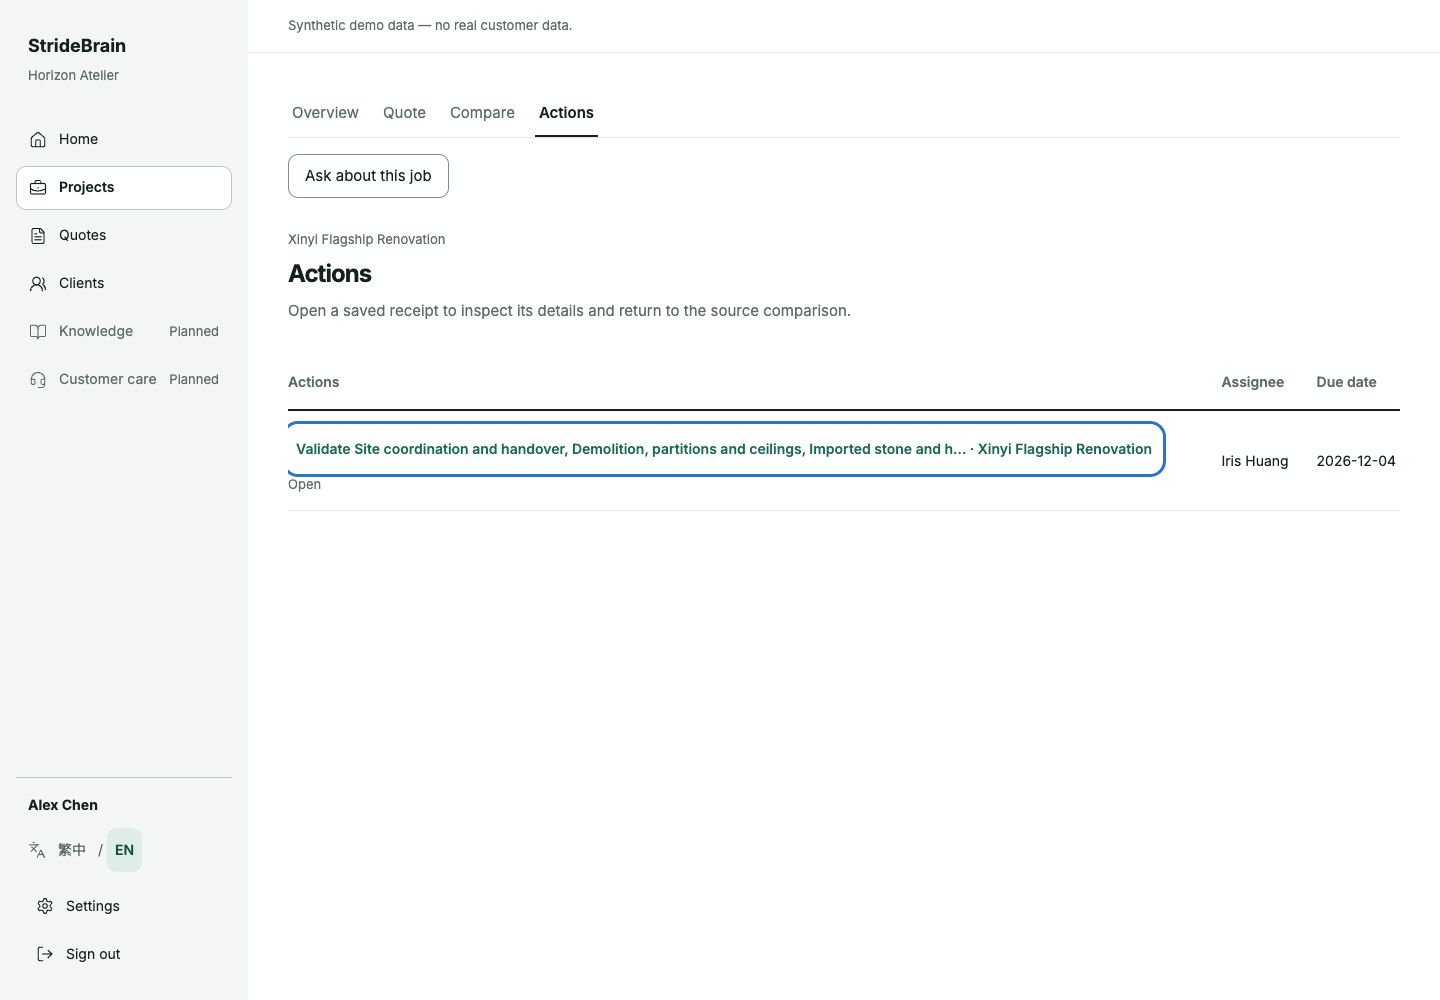 StrideBrain
Horizon Atelier
Home
Projects
Quotes
Clients
Knowledge Planned
Customer care Planned
Alex Chen
繁中 / EN
Settings
Sign out
Synthetic demo data — no real customer data.
Overview Quote Compare Actions
Ask about this job
Xinyi Flagship Renovation
Actions
Open a saved receipt to inspect its details and return to the source comparison.
Actions Assignee Due date
Validate Site coordination and handover, Demolition, partitions and ceilings, Imported stone and h... · Xinyi Flagship Renovation
Open
Iris Huang 2026-12-04